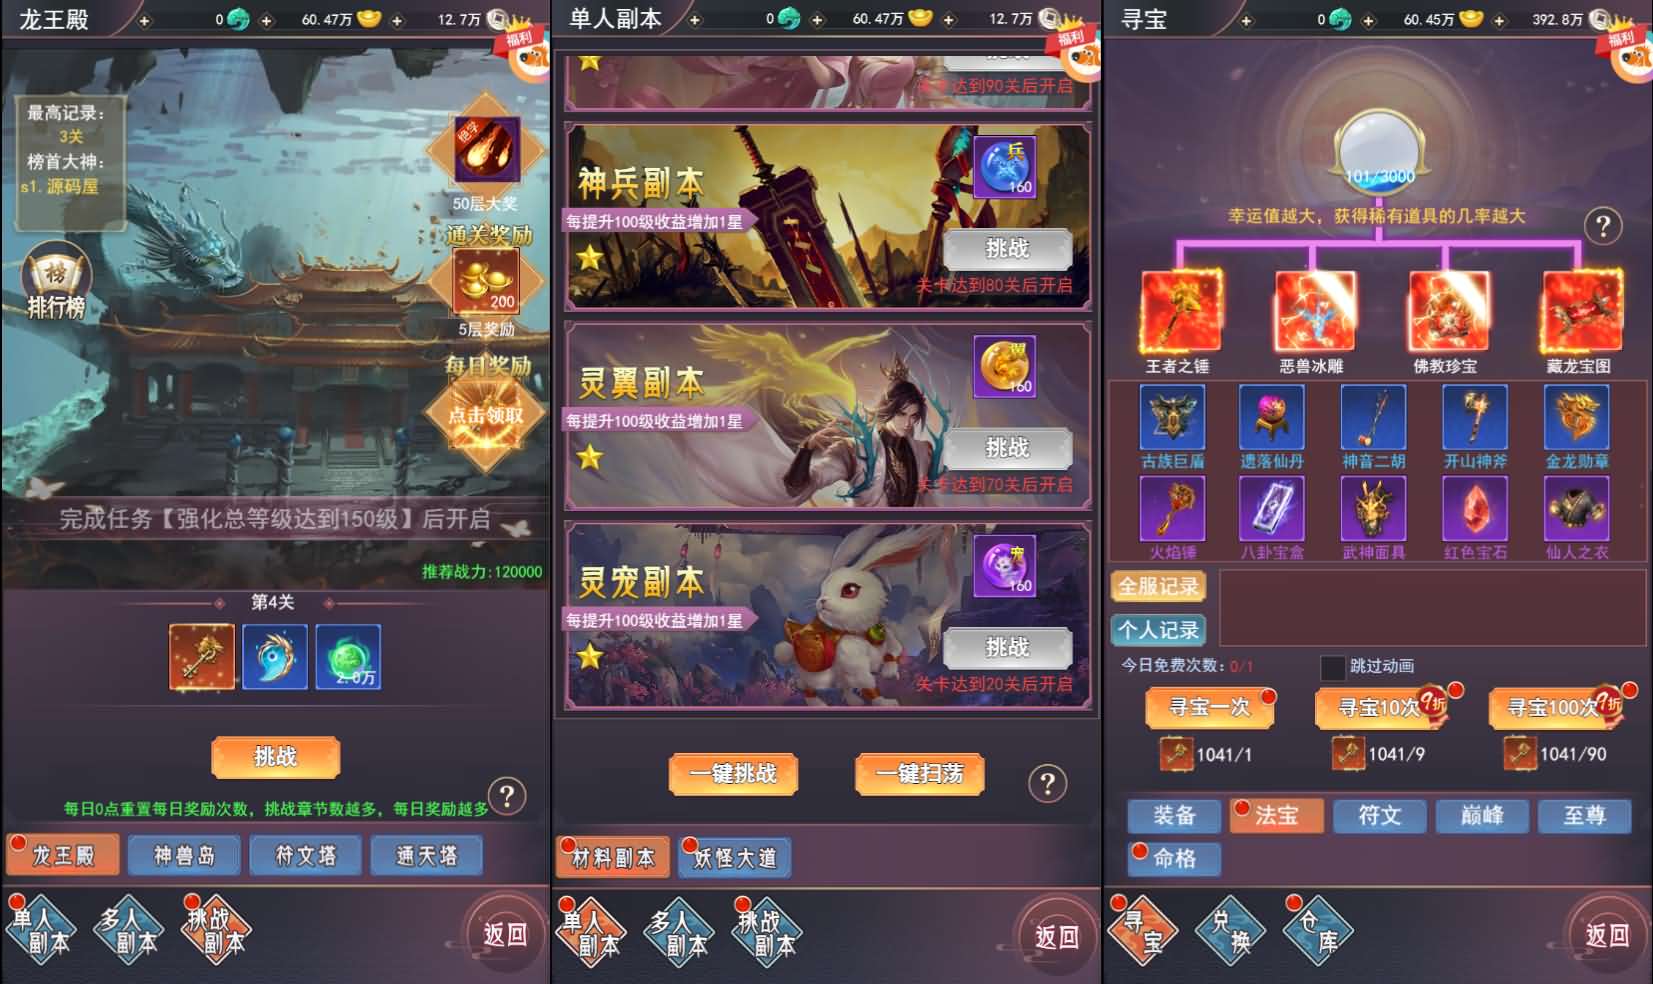 龙王殿
0
60.47万
12.7万
福利
最高记录:
3关
榜首大神:
s1.源码屋
榜
排行榜
绝学
50层大奖
通关奖励
200
5层奖励
每日奖励
点击领取
完成任务【强化总等级达到150级】后开启
推荐战力:120000
第4关
2.0万
挑战
每日0点重置每日奖励次数，挑战章节数越多，每日奖励越多
?
龙王殿
神兽岛
符文塔
通天塔
单人副本
多人副本
挑战副本
返回
单人副本
0
60.47万
12.7万
福利
关卡达到90关后开启
神兵副本
兵
160
每提升100级收益增加1星
挑战
关卡达到80关后开启
灵翼副本
翼
160
每提升100级收益增加1星
挑战
关卡达到70关后开启
灵宠副本
宠
160
每提升100级收益增加1星
挑战
关卡达到20关后开启
一键挑战
一键扫荡
?
材料副本
妖怪大道
单人副本
多人副本
挑战副本
返回
寻宝
0
60.45万
392.8万
福利
101/3000
幸运值越大，获得稀有道具的几率越大
?
王者之锤
恶兽冰雕
佛教珍宝
藏龙宝图
古族巨盾
遗落仙丹
神音二胡
开山神斧
金龙勋章
火焰锤
八卦宝盒
武神面具
红色宝石
仙人之衣
全服记录
个人记录
今日免费次数:0/1
跳过动画
寻宝一次
寻宝10次
7折
寻宝100次
7折
1041/1
1041/9
1041/90
装备
法宝
符文
巅峰
至尊
命格
寻宝
兑换
仓库
返回